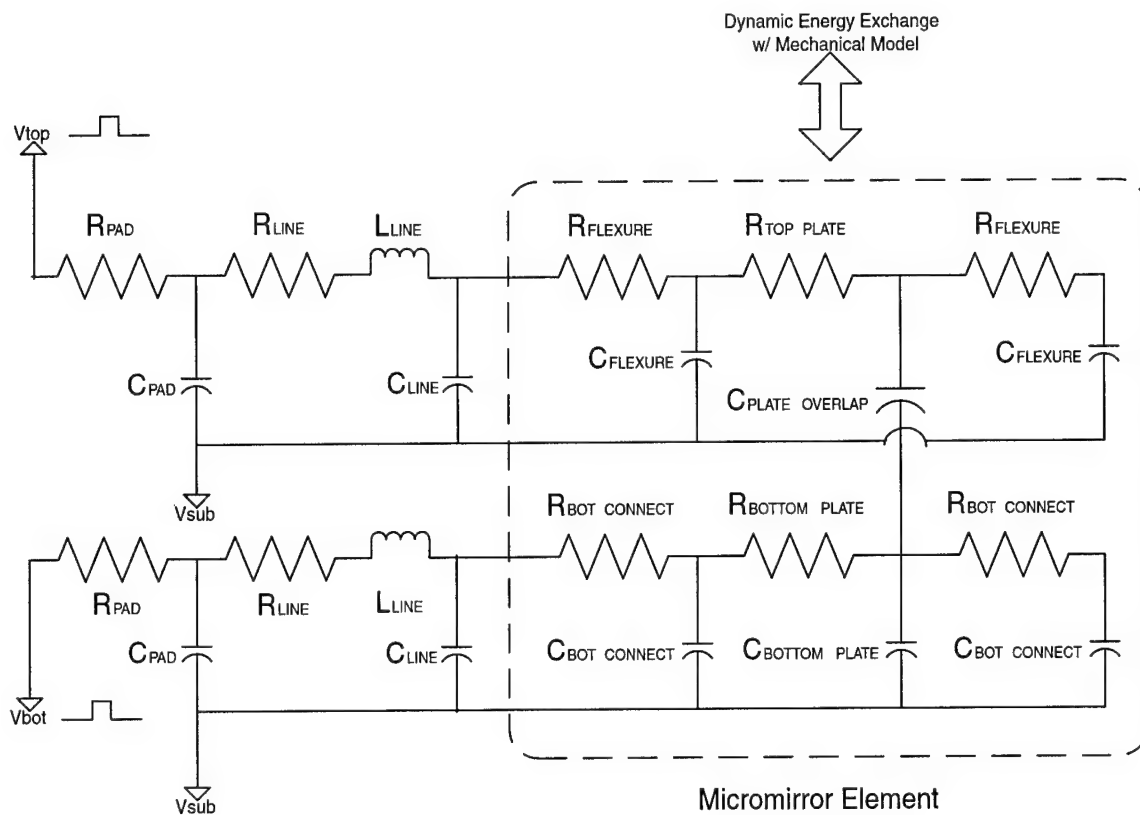 Dynamic Energy Exchange
w/ Mechanical Model
Vtop
RPAD
RLINE
LLINE
RFLEXURE
RTOP PLATE
RFLEXURE
CPAD
CLINE
CFLEXURE
CPLATE OVERLAP
CFLEXURE
Vsub
RBOT CONNECT
RBOTTOM PLATE
RBOT CONNECT
RPAD
RLINE
LLINE
CPAD
CLINE
CBOT CONNECT
CBOTTOM PLATE
CBOT CONNECT
Vbot
Vsub
Micromirror Element